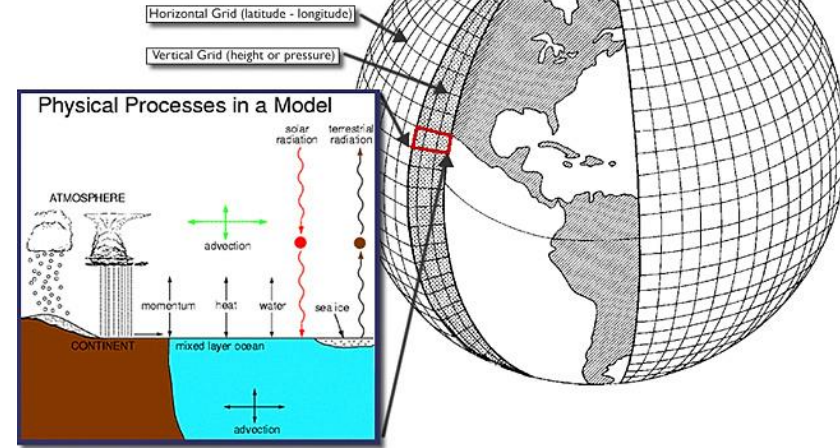 Horizontal Grid (latitude - longitude)
Vertical Grid (height or pressure)
Physical Processes in a Model
solar
radiation
terrestrial
radiation
ATMOSPHERE
advection
momentum
heat
water
sea ice
CONTINENT
mixed layer ocean
advection